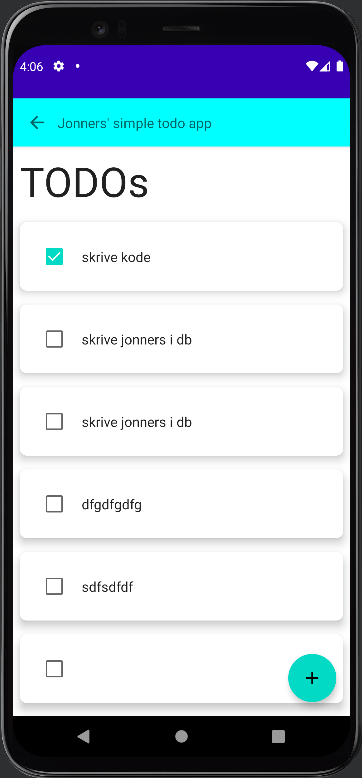 4:06
Jonners' simple todo app
TODOs
skrive kode
skrive jonners i db
skrive jonners i db
dfgdfgdfg
sdfsdfdf
+